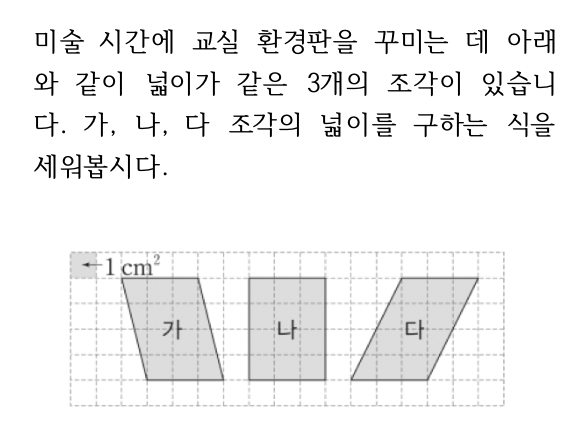 미술 시간에 교실 환경판을 꾸미는 데 아래
와 같이 넓이가 같은 3개의 조각이 있습니
다. 가, 나, 다 조각의 넓이를 구하는 식을
세워봅시다.
1 cm²
가 나 다